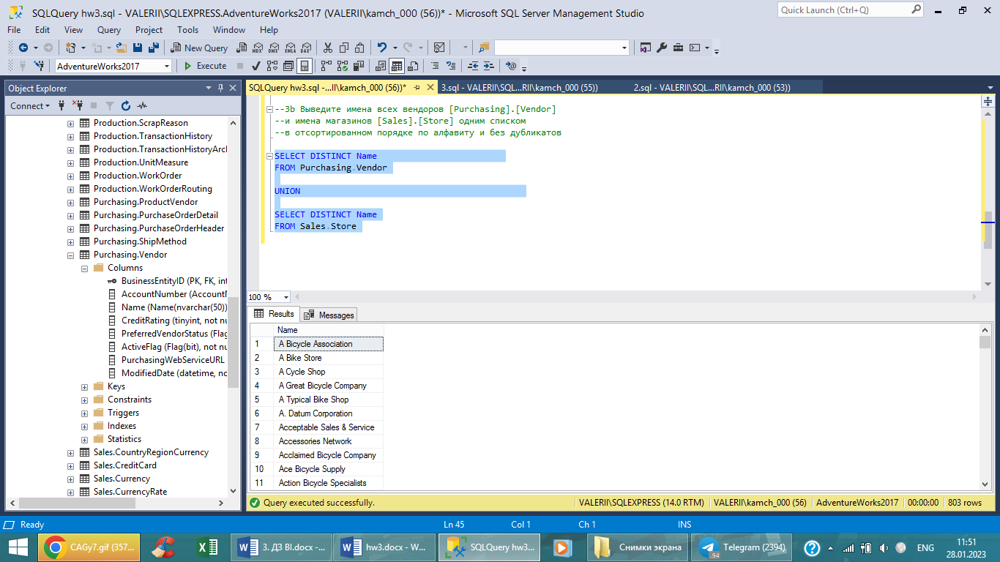 SQLQuery hw3.sql - VALERII\SQLEXPRESS.AdventureWorks2017 (VALERII\kamch_000 (56))* - Microsoft SQL Server Management Studio
Quick Launch (Ctrl+Q)
File Edit View Query Project Tools Window Help
New Query MDX DMX XMLA DAX
AdventureWorks2017 Execute
Object Explorer
Connect
Production.ScrapReason
Production.TransactionHistory
Production.TransactionHistoryArc
Production.UnitMeasure
Production.WorkOrder
Production.WorkOrderRouting
Purchasing.ProductVendor
Purchasing.PurchaseOrderDetail
Purchasing.PurchaseOrderHeader
Purchasing.ShipMethod
Purchasing.Vendor
Columns
BusinessEntityID (PK, FK, int
AccountNumber (Account
Name (Name(nvarchar(50))
CreditRating (tinyint, not nu
PreferredVendorStatus (Flag
ActiveFlag (Flag(bit), not nu
PurchasingWebServiceURL
ModifiedDate (datetime, no
Keys
Constraints
Triggers
Indexes
Statistics
Sales.CountryRegionCurrency
Sales.CreditCard
Sales.Currency
Sales.CurrencyRate
SQLQuery hw3.sql -...II\kamch_000 (56))* 3.sql - VALERII\SQL...RII\kamch_000 (55)) 2.sql - VALERII\SQL...RII\kamch_000 (53))
--3b Выведите имена всех вендоров [Purchasing].[Vendor]
--и имена магазинов [Sales].[Store] одним списком
--в отсортированном порядке по алфавиту и без дубликатов
SELECT DISTINCT Name
FROM Purchasing.Vendor
UNION
SELECT DISTINCT Name
FROM Sales.Store
100 %
Results Messages
Name
1 A Bicycle Association
2 A Bike Store
3 A Cycle Shop
4 A Great Bicycle Company
5 A Typical Bike Shop
6 A. Datum Corporation
7 Acceptable Sales & Service
8 Accessories Network
9 Acclaimed Bicycle Company
10 Ace Bicycle Supply
11 Action Bicycle Specialists
Query executed successfully. VALERII\SQLEXPRESS (14.0 RTM) VALERII\kamch_000 (56) AdventureWorks2017 00:00:00 803 rows
Ready Ln 45 Col 1 Ch 1 INS
CAGy7.gif (357... 3. ДЗ BI.docx -... hw3.docx - W... SQLQuery hw3... Снимки экрана Telegram (2394) .94 ENG 11:51
28.01.2023